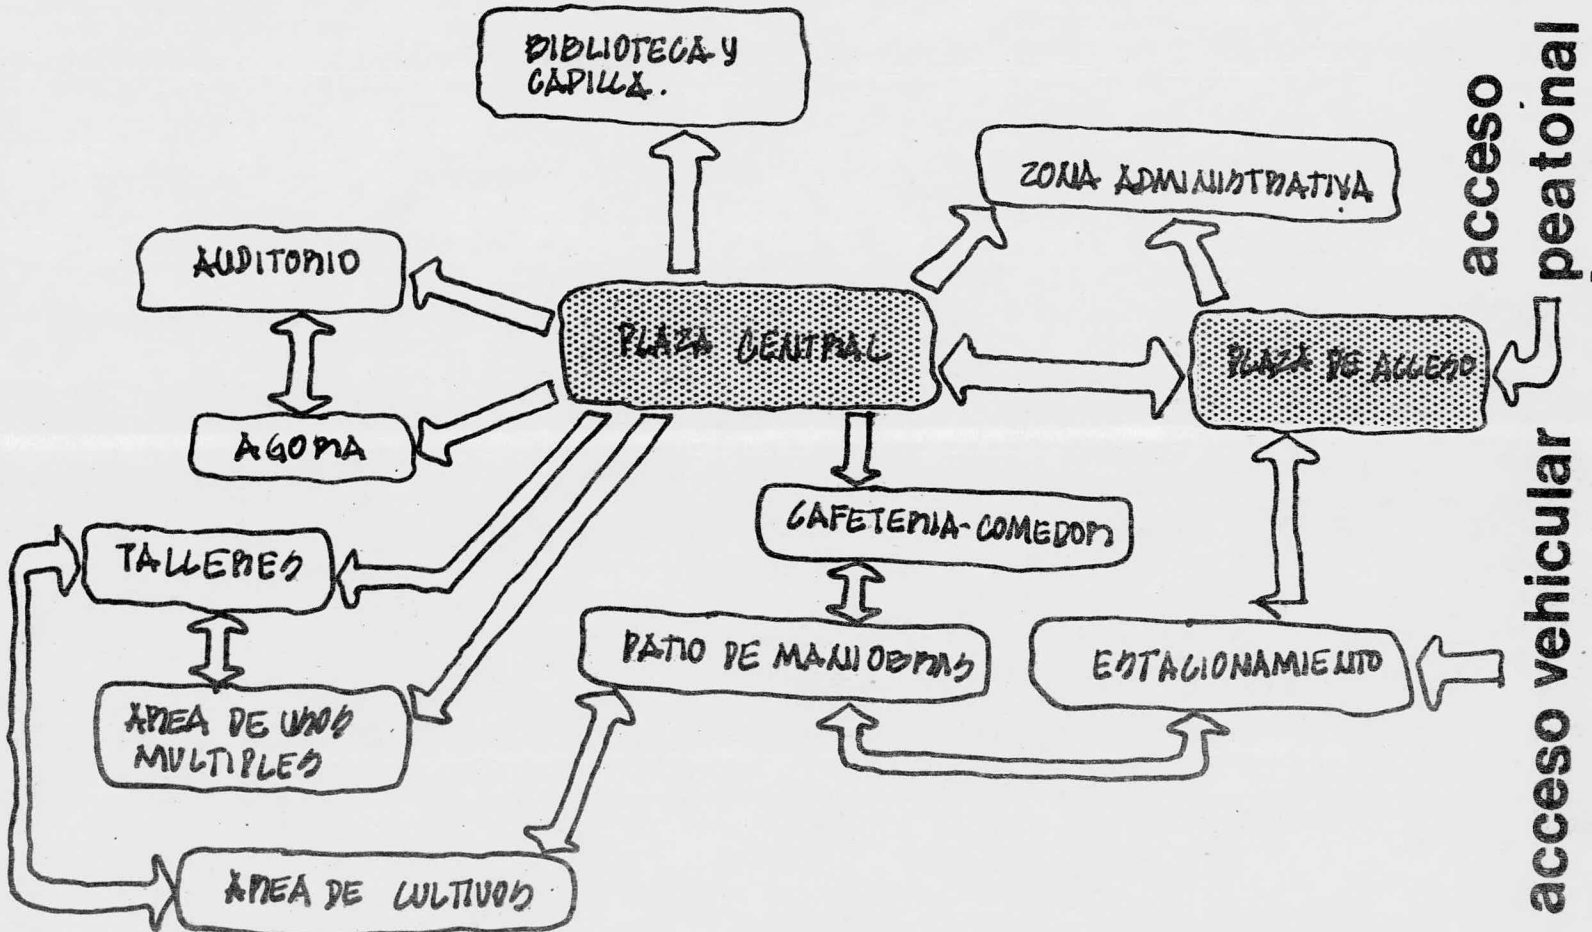 BIBLIOTECA Y
CAPILLA.
ZONA ADMINISTRATIVA
acceso
peatonal
AUDITORIO
PLAZA CENTRAL
PLAZA DE ACCESO
AGORA
CAFETERIA-COMEDOR
TALLERES
PATIO DE MANIOBRAS
ESTACIONAMIENTO
AREA DE USOS
MULTIPLES
AREA DE CULTIVOS
acceso vehicular